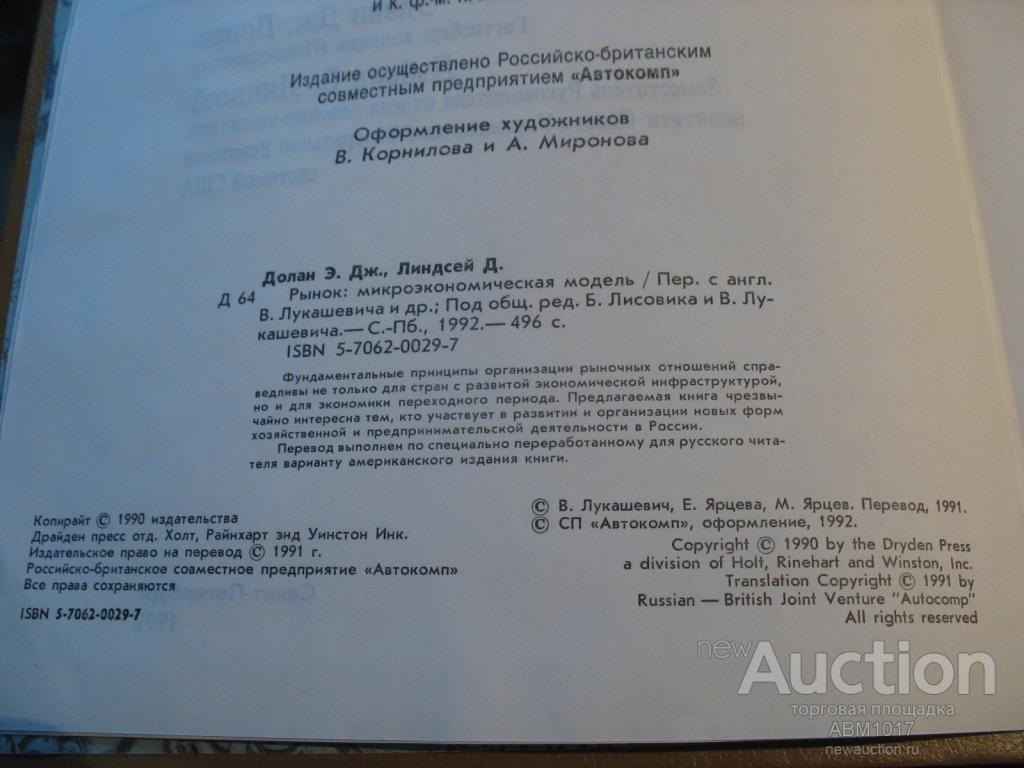 и к. ф.-м. н.
Издание осуществлено Российско-британским
совместным предприятием «Автокомп»
Оформление художников
В. Корнилова и А. Миронова
Долан Э. Дж., Линдсей Д.
Д 64 Рынок: микроэкономическая модель / Пер. с англ.
В. Лукашевича и др.; Под общ. ред. Б. Лисовика и В. Лу-
кашевича.— С.-Пб., 1992.— 496 с.
ISBN 5-7062-0029-7
Фундаментальные принципы организации рыночных отношений спра-
ведливы не только для стран с развитой экономической инфраструктурой,
но и для экономики переходного периода. Предлагаемая книга чрезвы-
чайно интересна тем, кто участвует в развитии и организации новых форм
хозяйственной и предпринимательской деятельности в России.
Перевод выполнен по специально переработанному для русского чита-
теля варианту американского издания книги.
Копирайт © 1990 издательства
Драйден пресс отд. Холт, Райнхарт энд Уинстон Инк.
Издательское право на перевод © 1991 г.
Российско-британское совместное предприятие «Автокомп»
Все права сохраняются
ISBN 5-7062-0029-7
© В. Лукашевич, Е. Ярцева, М. Ярцев. Перевод, 1991.
© СП «Автокомп», оформление, 1992.
Copyright © 1990 by the Dryden Press
a division of Holt, Rinehart and Winston, Inc.
Translation Copyright © 1991 by
Russian — British Joint Venture "Autocomp"
All rights reserved
new Auction
торговая площадка
ABM1017
newauction.ru